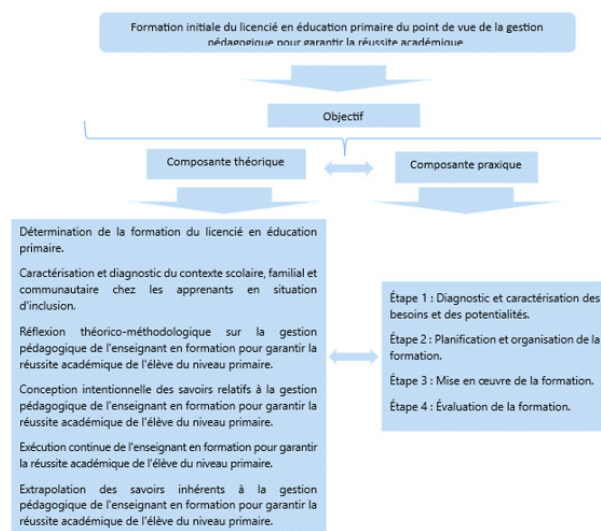 Formation initiale du licencié en éducation primaire du point de vue de la gestion
pédagogique pour garantir la réussite académique
Objectif
Composante théorique
Composante praxique
Détermination de la formation du licencié en éducation
primaire.
Caractérisation et diagnostic du contexte scolaire, familial et
communautaire chez les apprenants en situation
d'inclusion.
Réflexion théorico-méthodologique sur la gestion
pédagogique de l'enseignant en formation pour garantir la
réussite académique de l'élève du niveau primaire.
Conception intentionnelle des savoirs relatifs à la gestion
pédagogique de l'enseignant en formation pour garantir la
réussite académique de l'élève du niveau primaire.
Exécution continue de l'enseignant en formation pour garantir
la réussite académique de l'élève du niveau primaire.
Extrapolation des savoirs inhérents à la gestion
pédagogique de l'enseignant en formation pour garantir la
réussite académique de l'élève du niveau primaire.
Étape 1 : Diagnostic et caractérisation des
besoins et des potentialités.
Étape 2 : Planification et organisation de la
formation.
Étape 3 : Mise en œuvre de la formation.
Étape 4 : Évaluation de la formation.